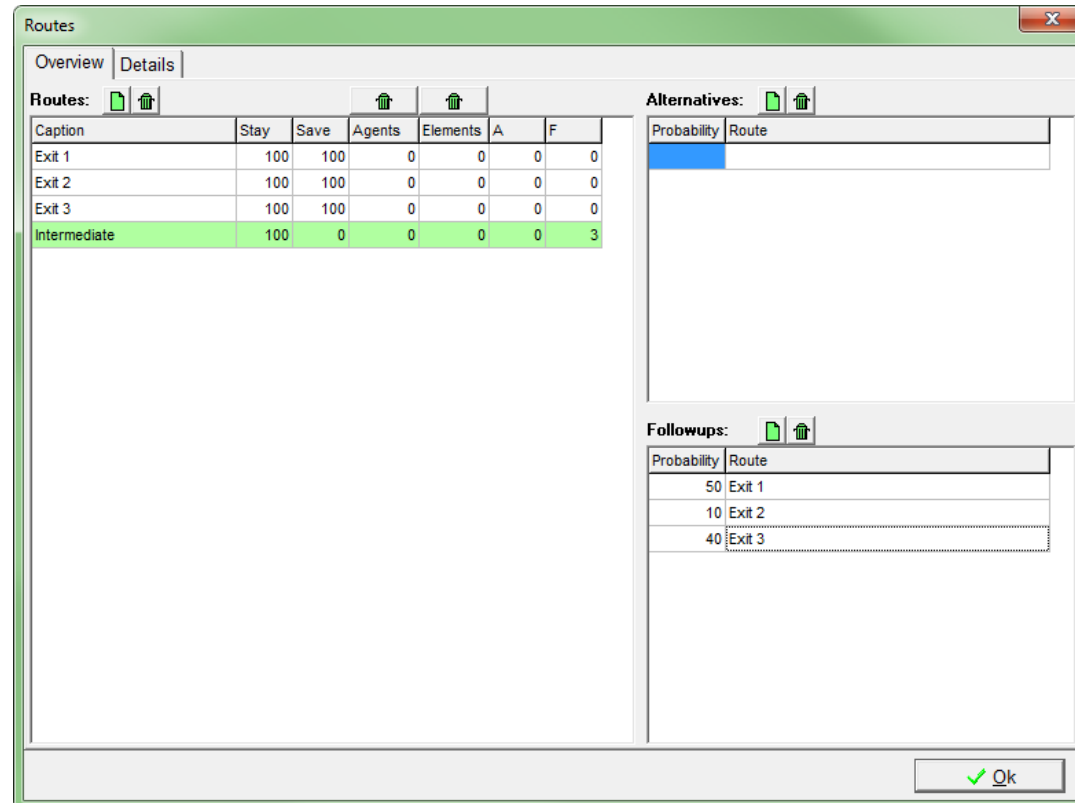 Routes
Overview Details
Routes:
Caption Stay Save Agents Elements A F
Exit 1 100 100 0 0 0 0
Exit 2 100 100 0 0 0 0
Exit 3 100 100 0 0 0 0
Intermediate 100 0 0 0 0 3
Alternatives:
Probability Route
Followups:
Probability Route
50 Exit 1
10 Exit 2
40 Exit 3
Ok